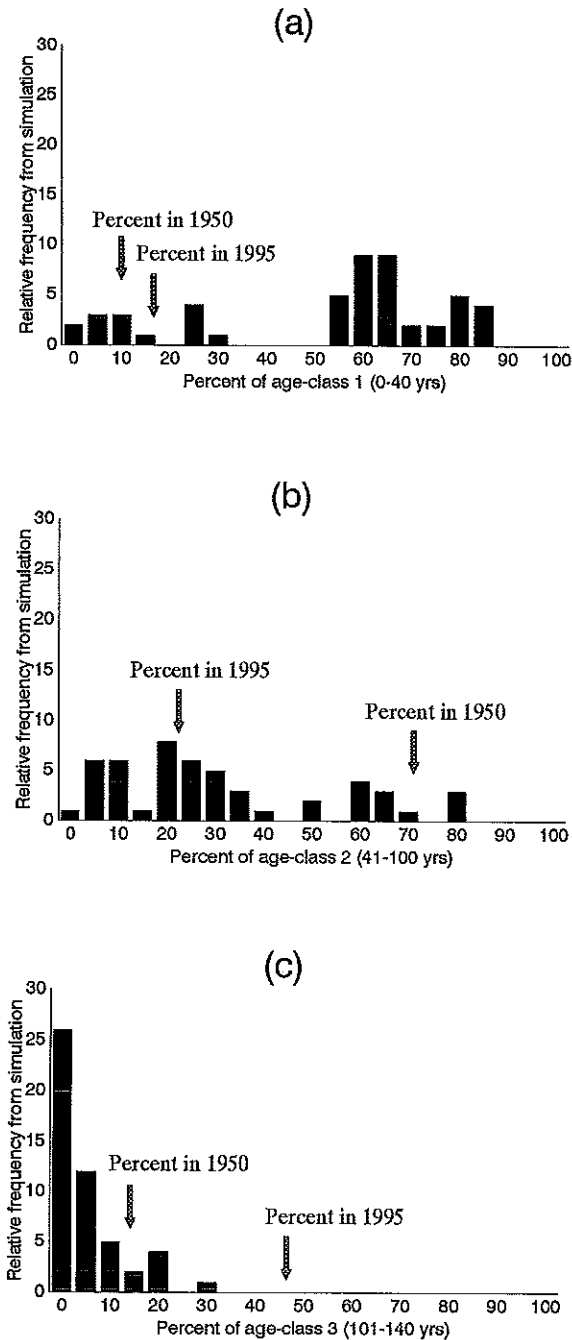 (a)
Relative frequency from simulation
30
25
20
15
10
5
0
Percent in 1950
Percent in 1995
0 10 20 30 40 50 60 70 80 90 100
Percent of age-class 1 (0-40 yrs)
(b)
Relative frequency from simulation
30
25
20
15
10
5
0
Percent in 1995
Percent in 1950
0 10 20 30 40 50 60 70 80 90 100
Percent of age-class 2 (41-100 yrs)
(c)
Relative frequency from simulation
30
25
20
15
10
5
0
Percent in 1950
Percent in 1995
0 10 20 30 40 50 60 70 80 90 100
Percent of age-class 3 (101-140 yrs)